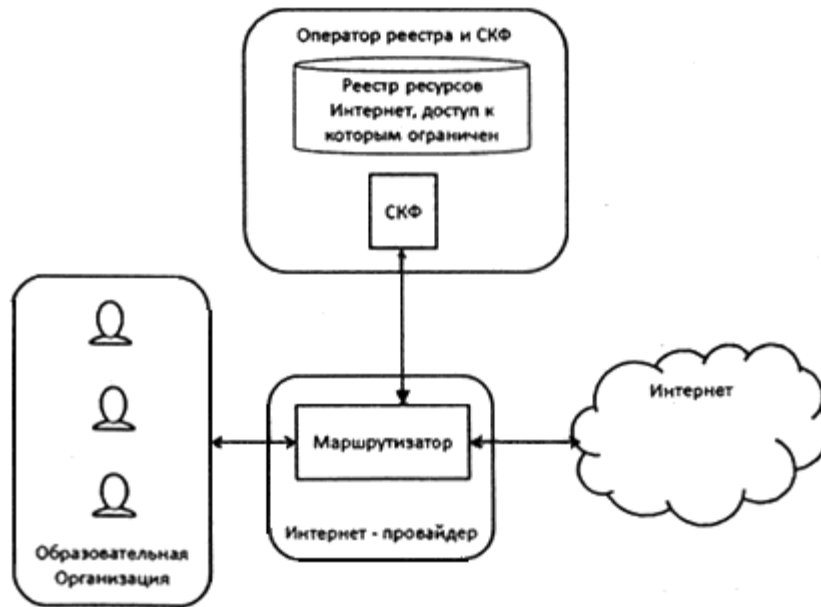 Оператор реестра и СКФ
Реестр ресурсов
Интернет, доступ к
которым ограничен
СКФ
Интернет
Маршрутизатор
Интернет - провайдер
Образовательная
Организация